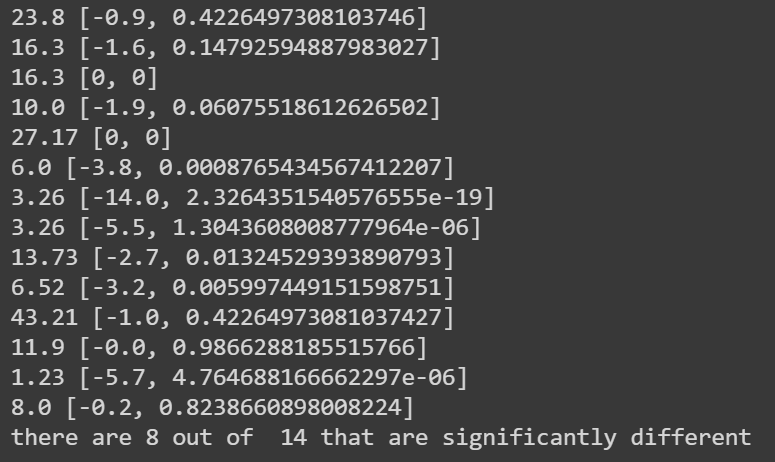 23.8 [-0.9, 0.4226497308103746]
16.3 [-1.6, 0.14792594887983027]
16.3 [0, 0]
10.0 [-1.9, 0.06075518612626502]
27.17 [0, 0]
6.0 [-3.8, 0.0008765434567412207]
3.26 [-14.0, 2.3264351540576555e-19]
3.26 [-5.5, 1.3043608008777964e-06]
13.73 [-2.7, 0.01324529393890793]
6.52 [-3.2, 0.005997449151598751]
43.21 [-1.0, 0.42264973081037427]
11.9 [-0.0, 0.9866288185515766]
1.23 [-5.7, 4.764688166662297e-06]
8.0 [-0.2, 0.8238660898008224]
there are 8 out of  14 that are significantly different